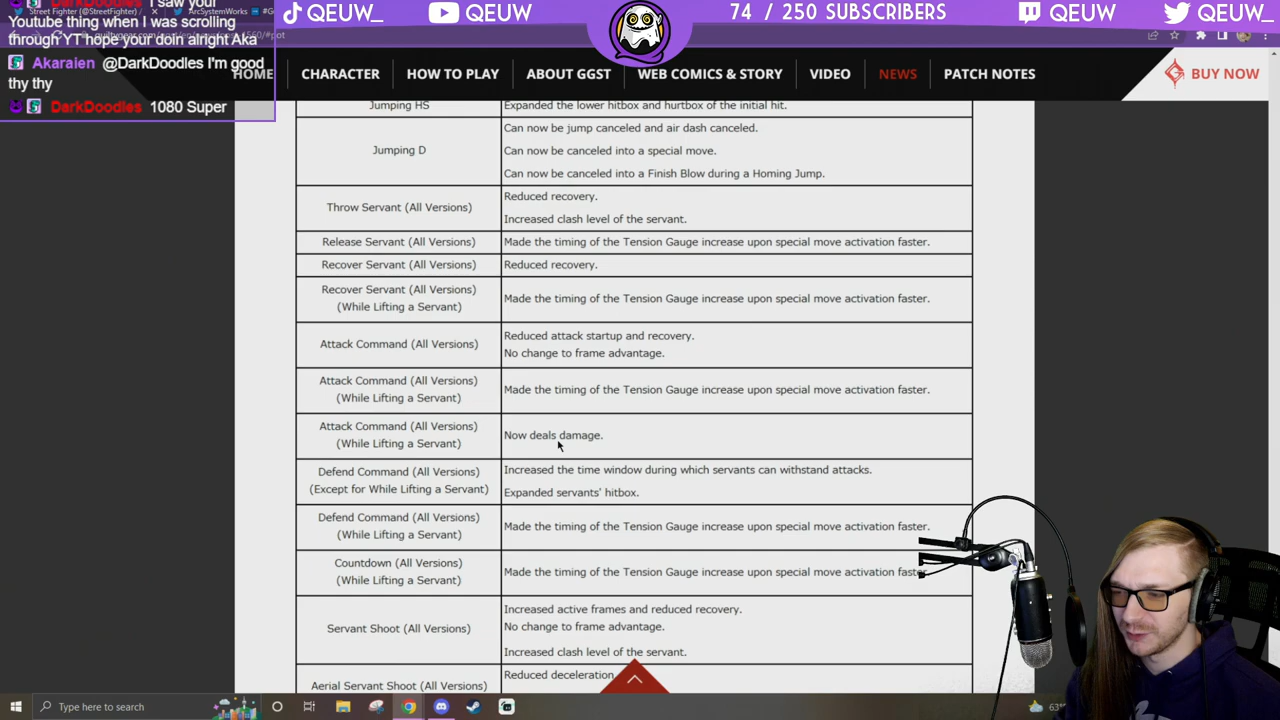 DarkDoodles I saw your
Youtube thing when I was scrolling
through YT hope your doin alright Aka
Akaraien @DarkDoodles I'm good
thy thy
DarkDoodles 1080 Super
Street Fighter (@StreetFighter) /
ArcSystemWorks
QEUW_
QEUW
74 / 250 SUBSCRIBERS
QEUW
QEUW_
HOME
CHARACTER
HOW TO PLAY
ABOUT GGST
WEB COMICS & STORY
VIDEO
NEWS
PATCH NOTES
BUY NOW
Jumping HS
Expanded the lower hitbox and hurtbox of the initial hit.
Jumping D
Can now be jump canceled and air dash canceled.
Can now be canceled into a special move.
Can now be canceled into a Finish Blow during a Homing Jump.
Throw Servant (All Versions)
Reduced recovery.
Increased clash level of the servant.
Release Servant (All Versions)
Made the timing of the Tension Gauge increase upon special move activation faster.
Recover Servant (All Versions)
Reduced recovery.
Recover Servant (All Versions)
(While Lifting a Servant)
Made the timing of the Tension Gauge increase upon special move activation faster.
Attack Command (All Versions)
Reduced attack startup and recovery.
No change to frame advantage.
Attack Command (All Versions)
(While Lifting a Servant)
Made the timing of the Tension Gauge increase upon special move activation faster.
Attack Command (All Versions)
(While Lifting a Servant)
Now deals damage.
Defend Command (All Versions)
(Except for While Lifting a Servant)
Increased the time window during which servants can withstand attacks.
Expanded servants' hitbox.
Defend Command (All Versions)
(While Lifting a Servant)
Made the timing of the Tension Gauge increase upon special move activation faster.
Countdown (All Versions)
(While Lifting a Servant)
Made the timing of the Tension Gauge increase upon special move activation faster.
Servant Shoot (All Versions)
Increased active frames and reduced recovery.
No change to frame advantage.
Increased clash level of the servant.
Aerial Servant Shoot (All Versions)
Reduced deceleration
Type here to search
63°